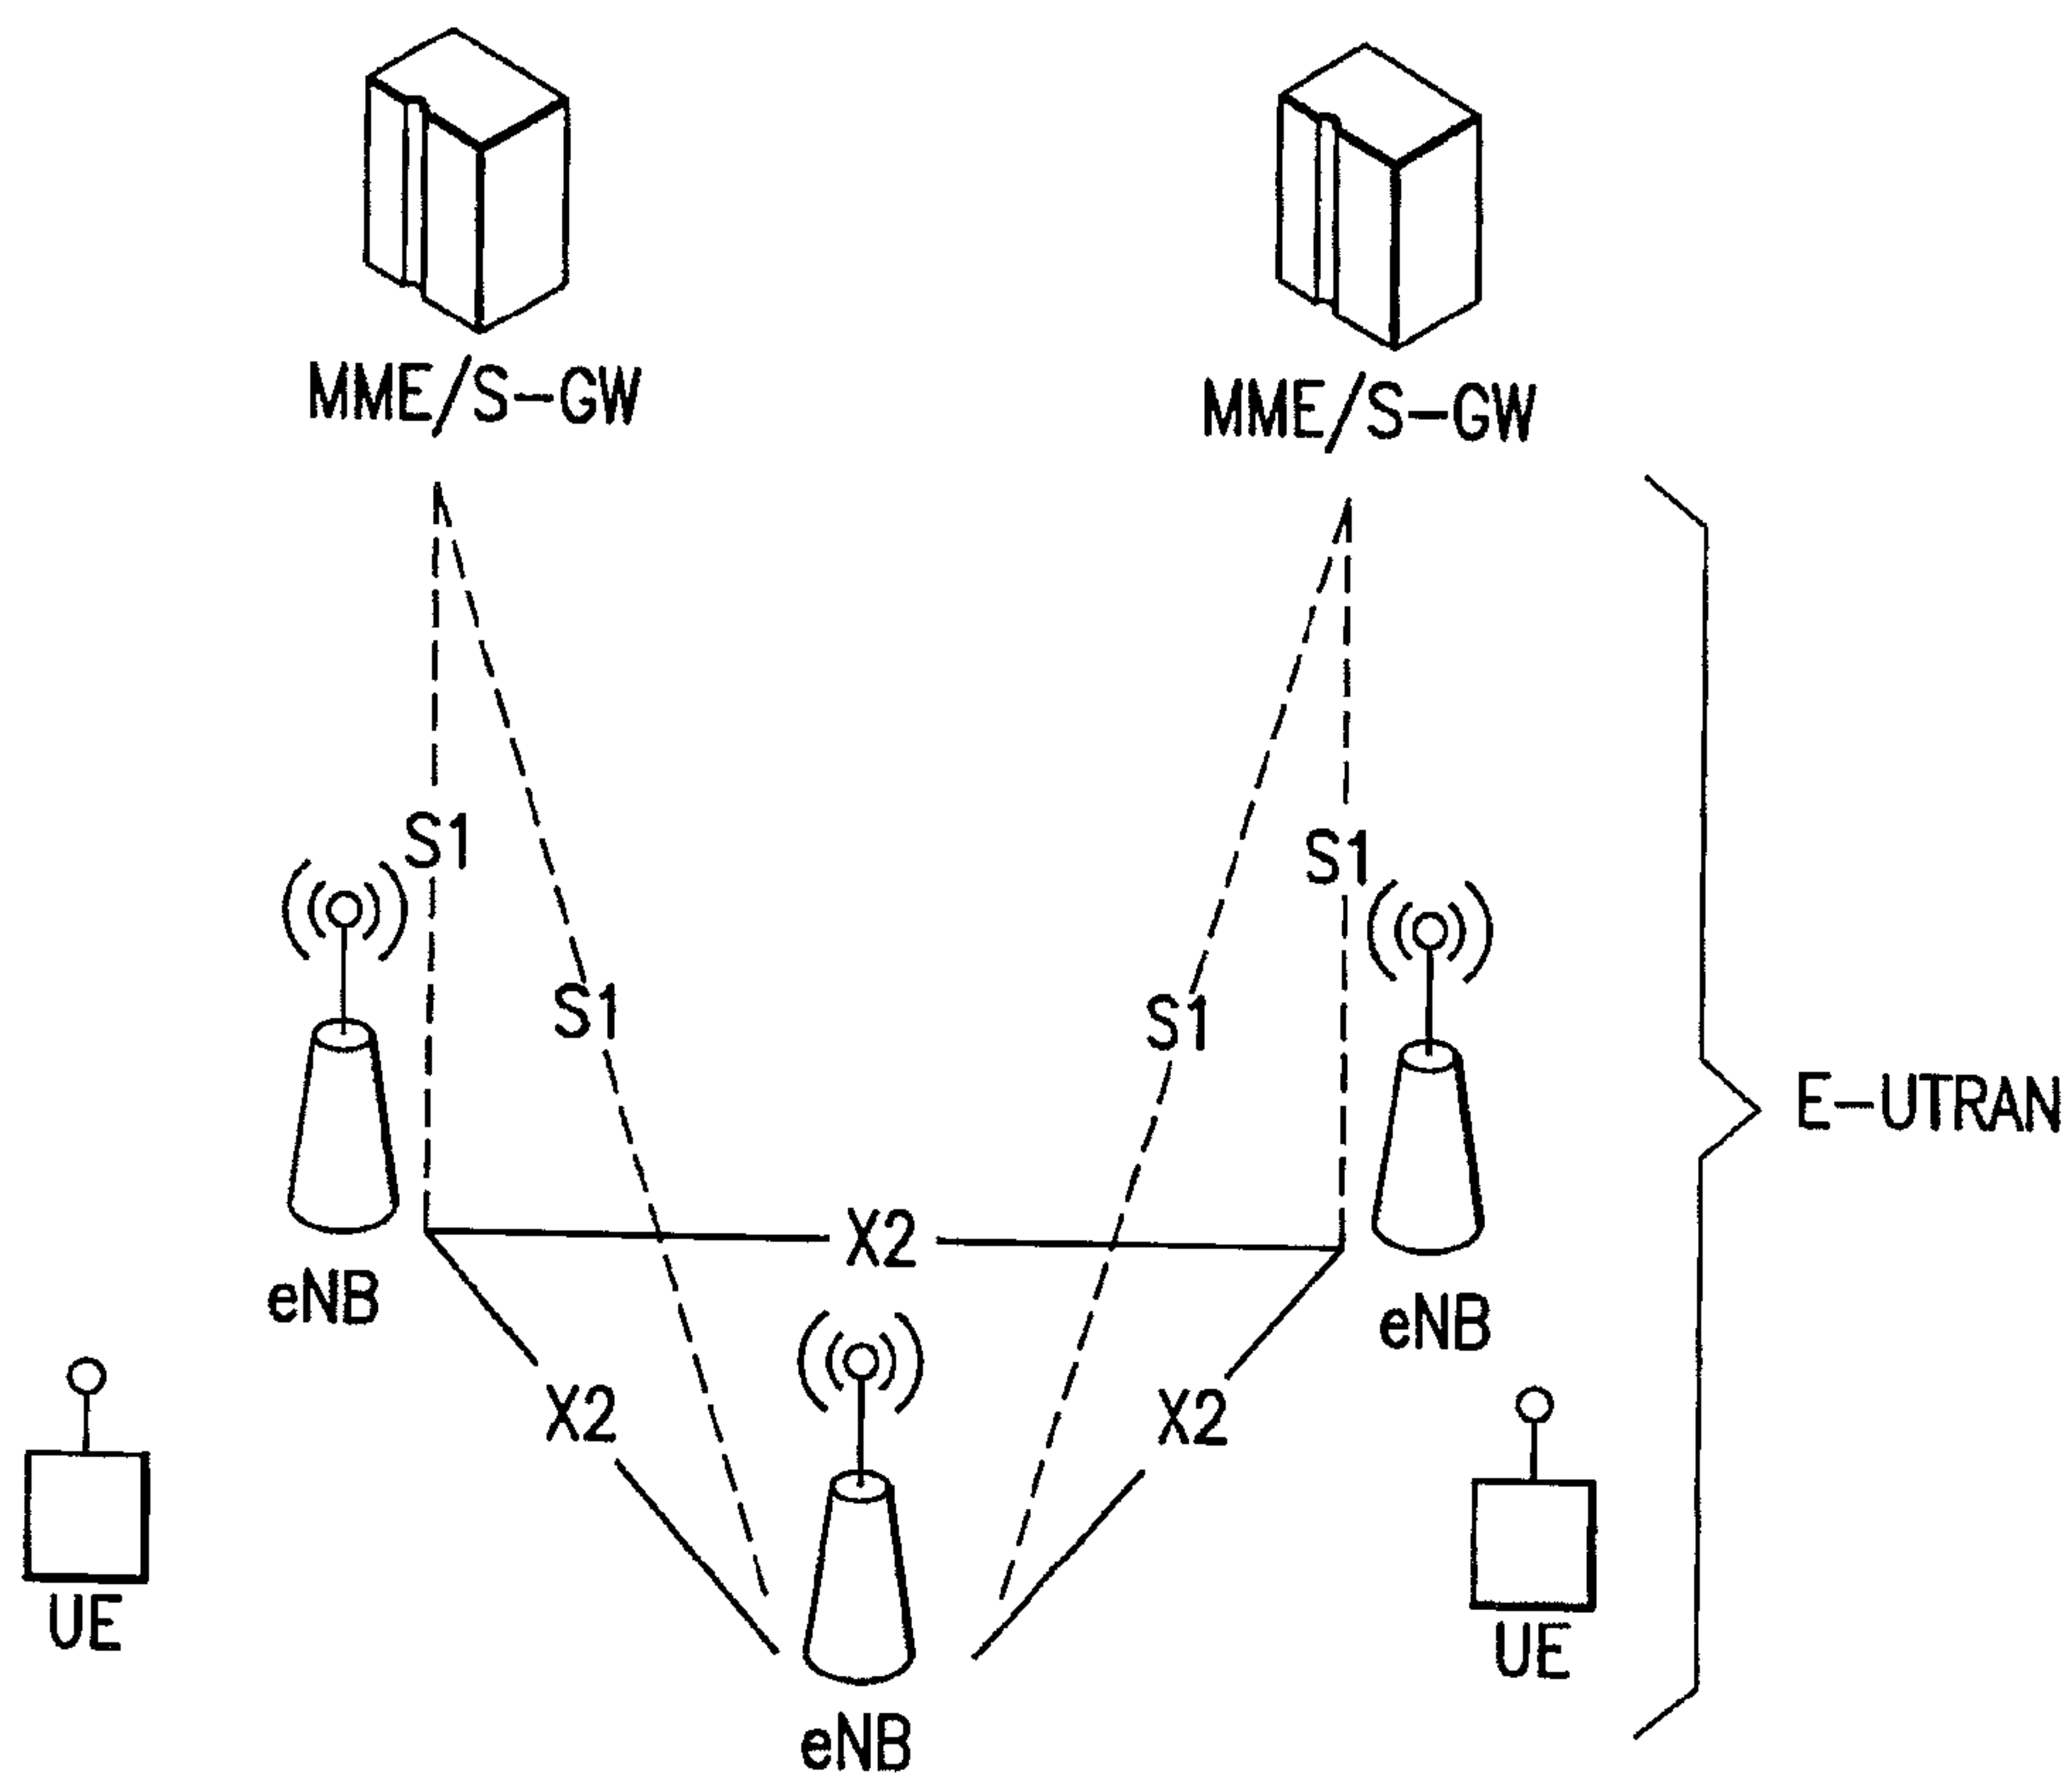 MME/S-GW
MME/S-GW
S1
S1
S1
S1
E-UTRAN
X2
eNB
eNB
X2
X2
UE
UE
eNB